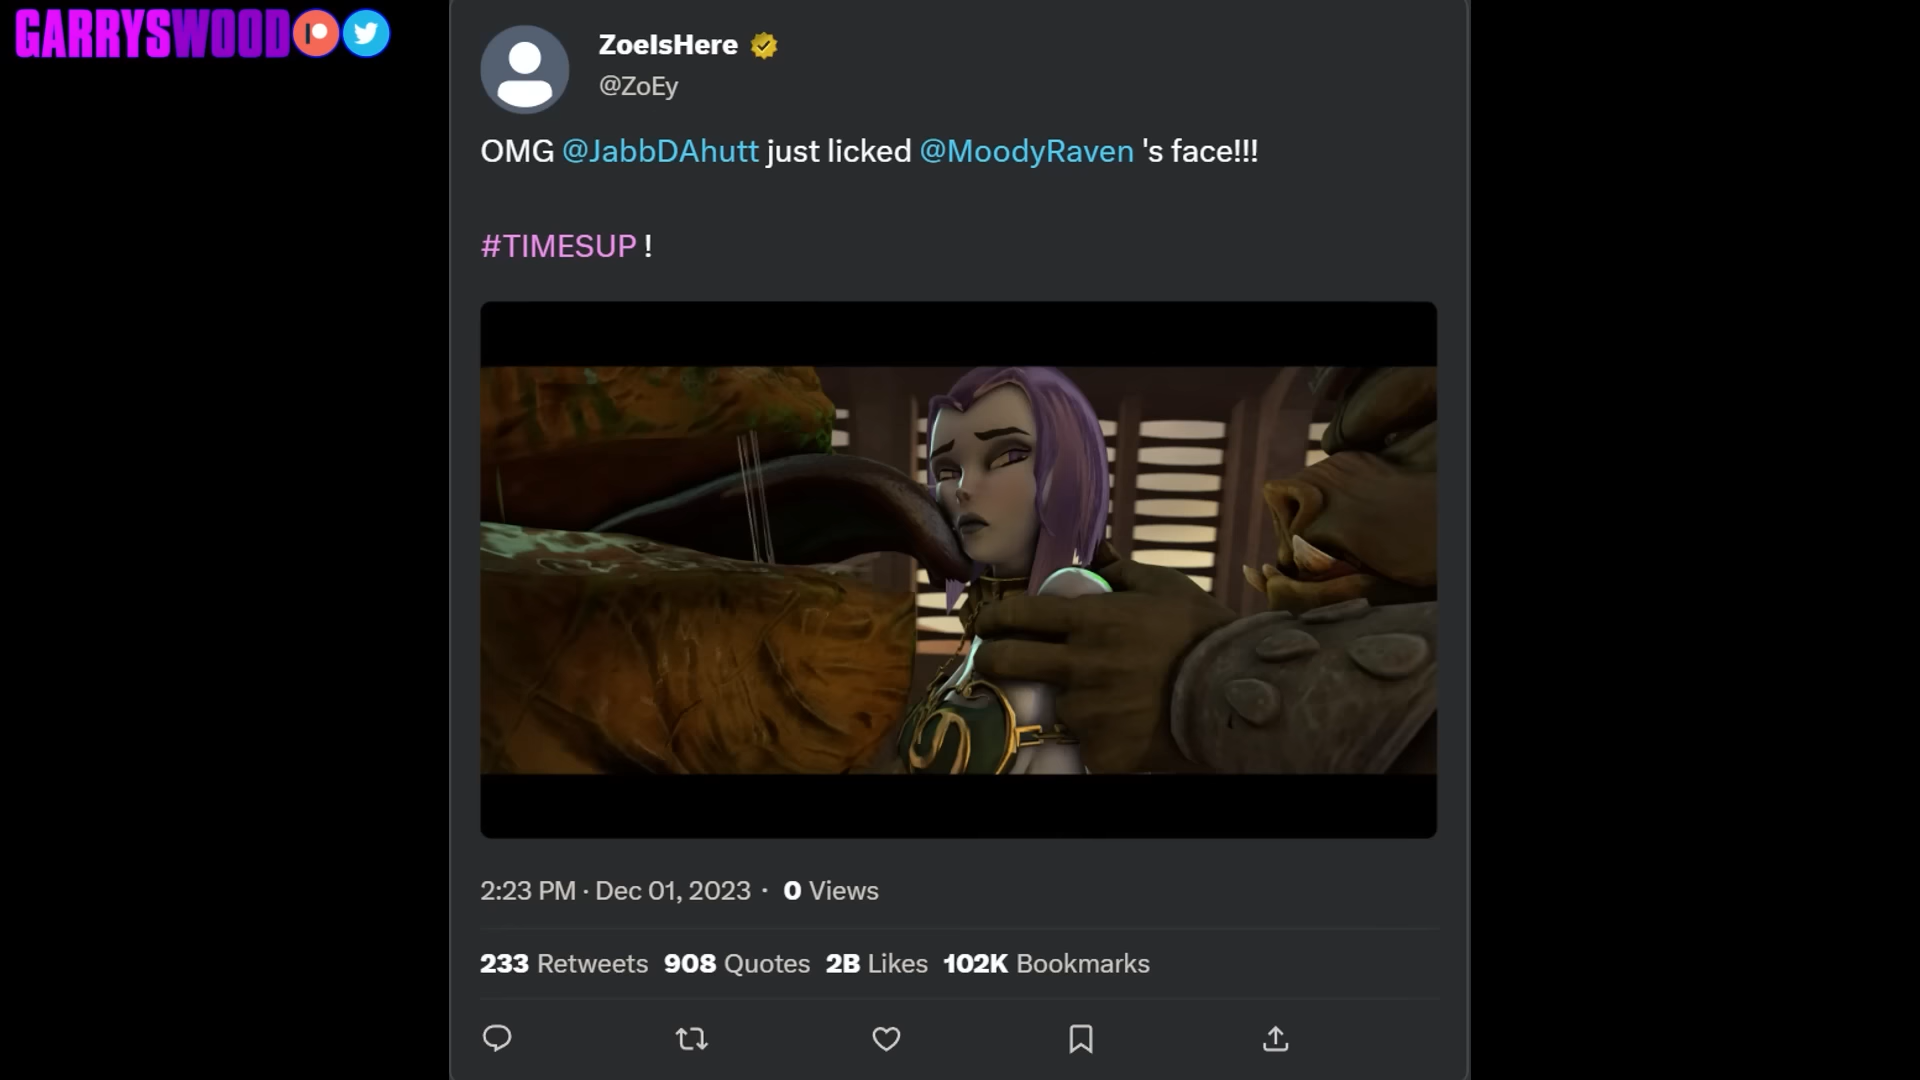 GARRYSWOOD
ZoeIsHere
@ZoEy
OMG @JabbDAhutt just licked @MoodyRaven 's face!!!
#TIMESUP !
2:23 PM · Dec 01, 2023 · 0 Views
233 Retweets 908 Quotes 2B Likes 102K Bookmarks